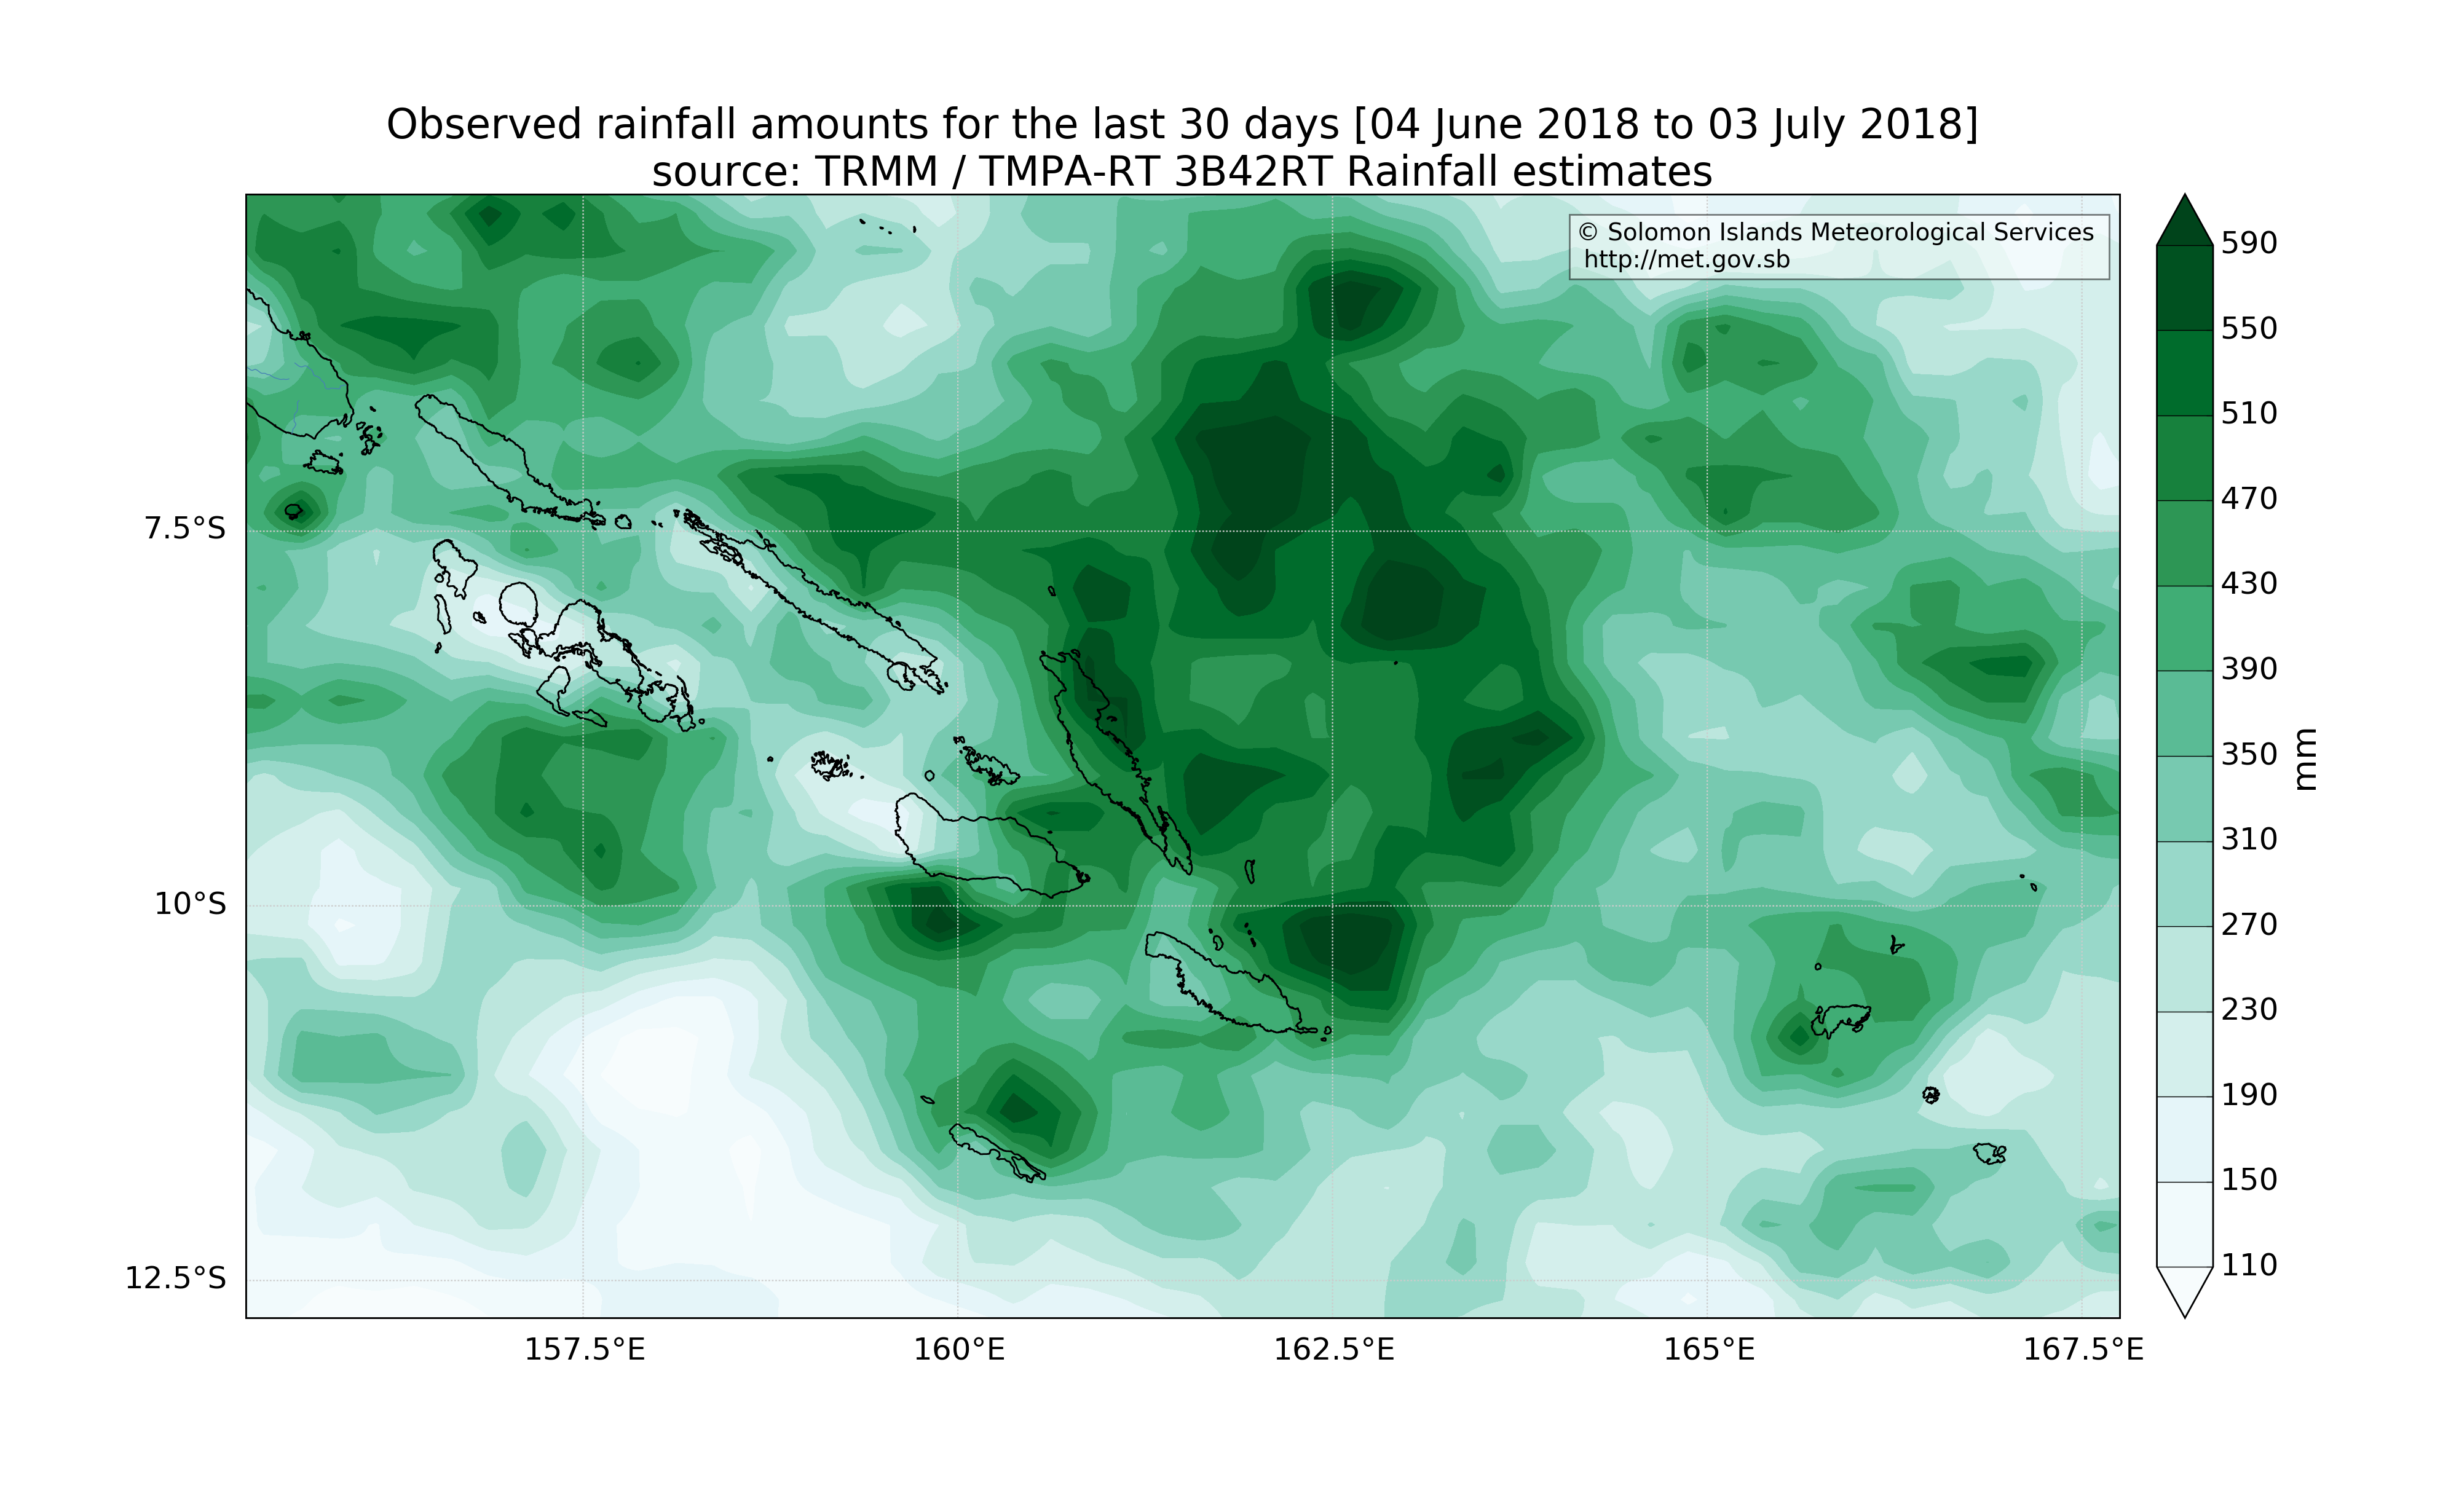 Observed rainfall amounts for the last 30 days [04 June 2018 to 03 July 2018]
source: TRMM / TMPA-RT 3B42RT Rainfall estimates
© Solomon Islands Meteorological Services
http://met.gov.sb
7.5°S
10°S
12.5°S
157.5°E
160°E
162.5°E
165°E
167.5°E
590
550
510
470
430
390
350
310
270
230
190
150
110
mm